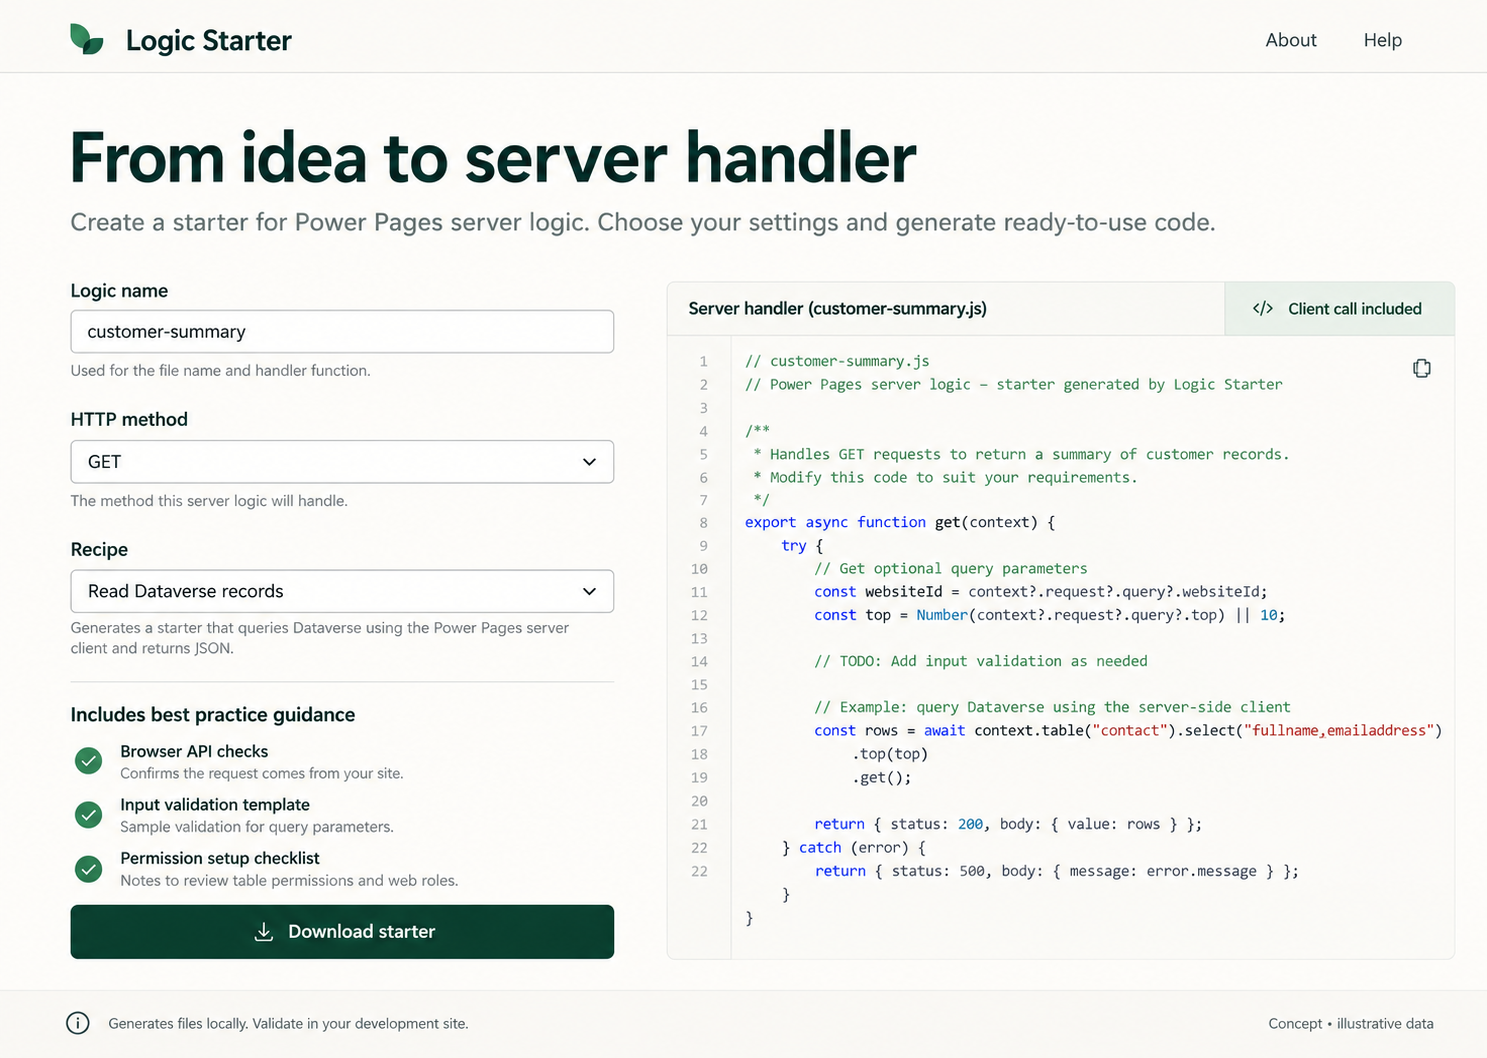 Logic Starter
About
Help
From idea to server handler
Create a starter for Power Pages server logic. Choose your settings and generate ready-to-use code.
Logic name
customer-summary
Used for the file name and handler function.
HTTP method
GET
The method this server logic will handle.
Recipe
Read Dataverse records
Generates a starter that queries Dataverse using the Power Pages server
client and returns JSON.
Includes best practice guidance
Browser API checks
Confirms the request comes from your site.
Input validation template
Sample validation for query parameters.
Permission setup checklist
Notes to review table permissions and web roles.
Download starter
Server handler (customer-summary.js)
</> Client call included
1 // customer-summary.js
2 // Power Pages server logic – starter generated by Logic Starter
3
4 /**
5 * Handles GET requests to return a summary of customer records.
6 * Modify this code to suit your requirements.
7 */
8 export async function get(context) {
9 try {
10 // Get optional query parameters
11 const websiteId = context?.request?.query?.websiteId;
12 const top = Number(context?.request?.query?.top) || 10;
13
14 // TODO: Add input validation as needed
15
16 // Example: query Dataverse using the server-side client
17 const rows = await context.table("contact").select("fullname,emailaddress")
18 .top(top)
19 .get();
20
21 return { status: 200, body: { value: rows } };
22 } catch (error) {
22 return { status: 500, body: { message: error.message } };
}
}
Generates files locally. Validate in your development site.
Concept • illustrative data